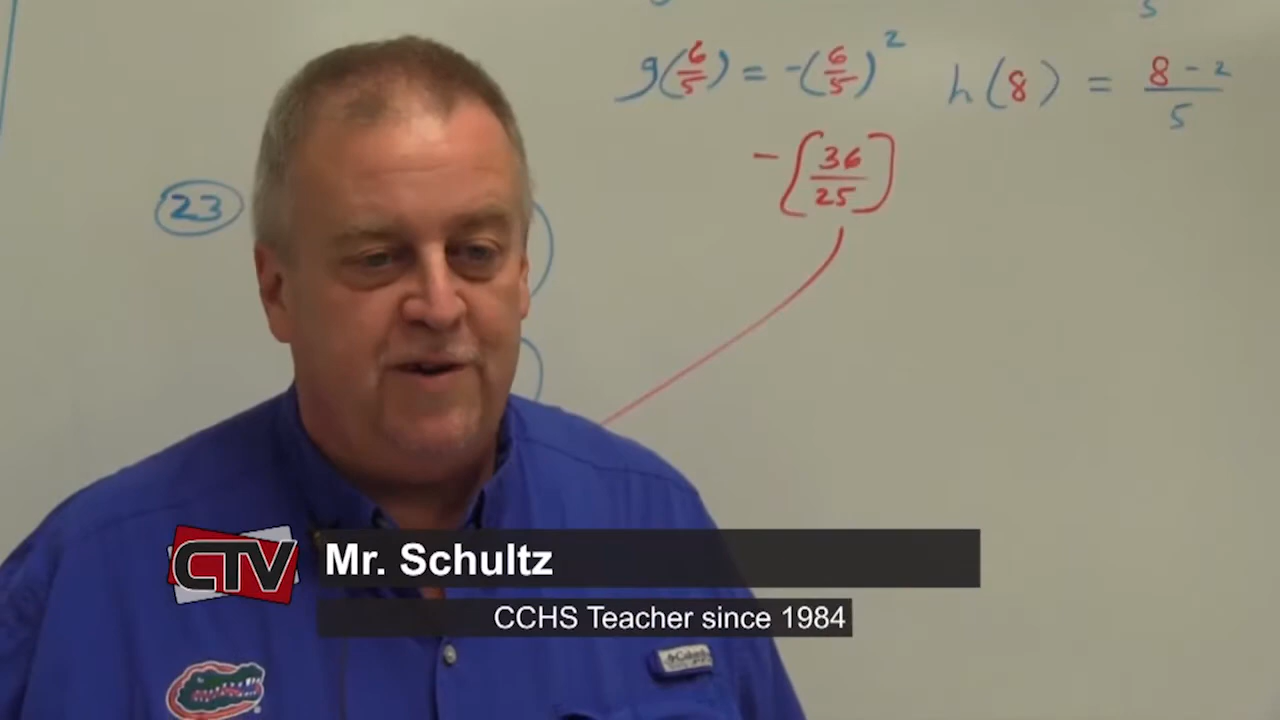 g(6/5) = -(6/5)²
h(8) = 8 - 2 / 5
5
-[36/25]
23
CTV
Mr. Schultz
CCHS Teacher since 1984
Columbia